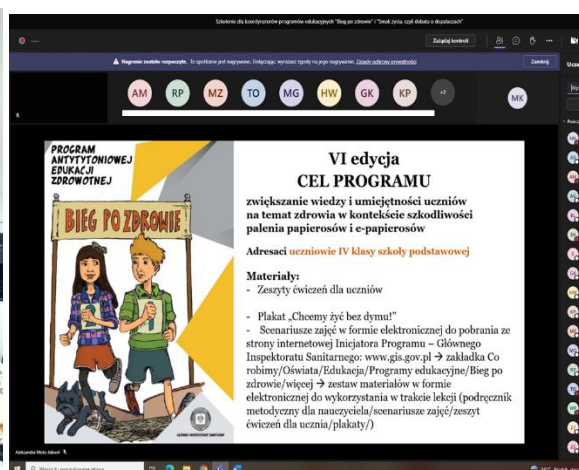 Szkolenie dla koordynatorów programów edukacyjnych "Bieg po zdrowie" i "Smak życia, czyli debata o dopalaczach"
Zażądaj kontroli
Nagranie zostało rozpoczęte. To spotkanie jest nagrywane. Dołączając, wyrażasz zgodę na jego nagrywanie. Zasady ochrony prywatności
Zamknij
AM RP MZ TO MG HW GK KP +7 MK
PROGRAM
ANTYTYTONIOWEJ
EDUKACJI
ZDROWOTNEJ
BIEG PO ZDROWIE
1 2
GŁÓWNY INSPEKTORAT SANITARNY
VI edycja
CEL PROGRAMU
zwiększanie wiedzy i umiejętności uczniów
na temat zdrowia w kontekście szkodliwości
palenia papierosów i e-papierosów
Adresaci uczniowie IV klasy szkoły podstawowej
Materiały:
- Zeszyty ćwiczeń dla uczniów
- Plakat „Chcemy żyć bez dymu!”
- Scenariusze zajęć w formie elektronicznej do pobrania ze
strony internetowej Inicjatora Programu – Głównego
Inspektoratu Sanitarnego: www.gis.gov.pl → zakładka Co
robimy/Oświata/Edukacja/Programy edukacyjne/Bieg po
zdrowie/więcej → zestaw materiałów w formie
elektronicznej do wykorzystania w trakcie lekcji (podręcznik
metodyczny dla nauczyciela/scenariusze zajęć/zeszyt
ćwiczeń dla ucznia/plakaty/)